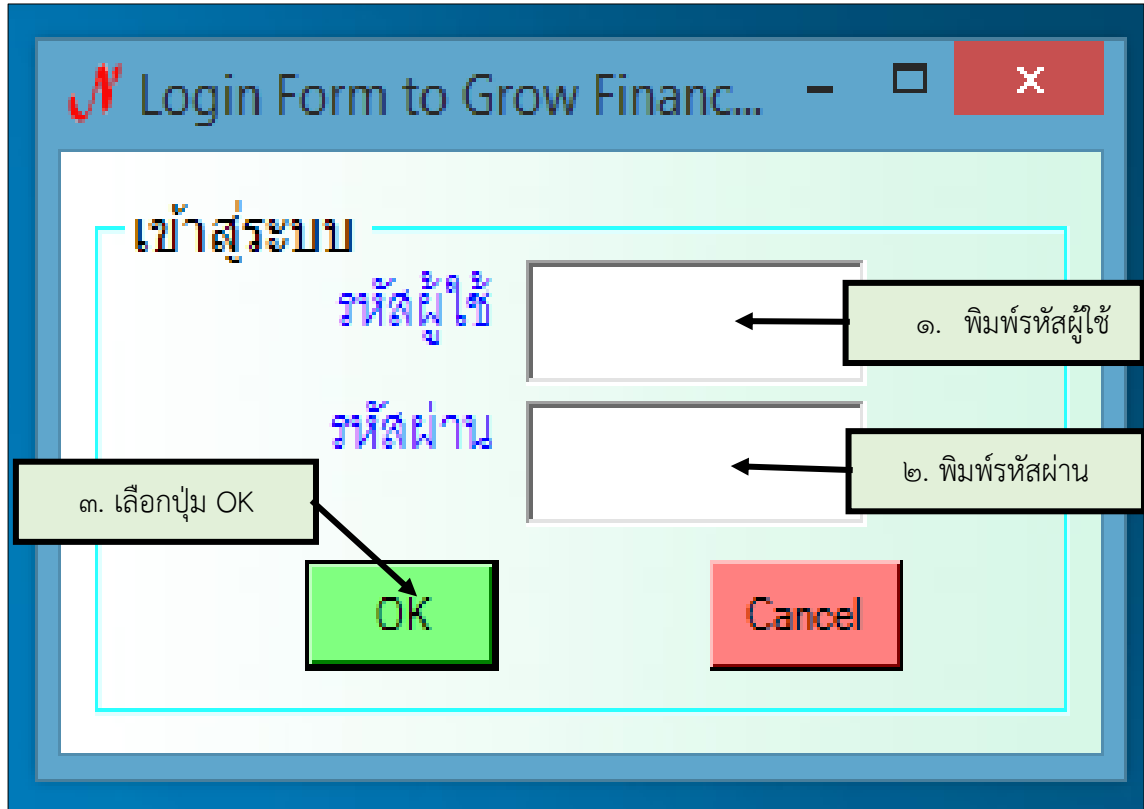 N Login Form to Grow Financ...
เข้าสู่ระบบ
รหัสผู้ใช้
๑. พิมพ์รหัสผู้ใช้
รหัสผ่าน
๒. พิมพ์รหัสผ่าน
๓. เลือกปุ่ม OK
OK
Cancel